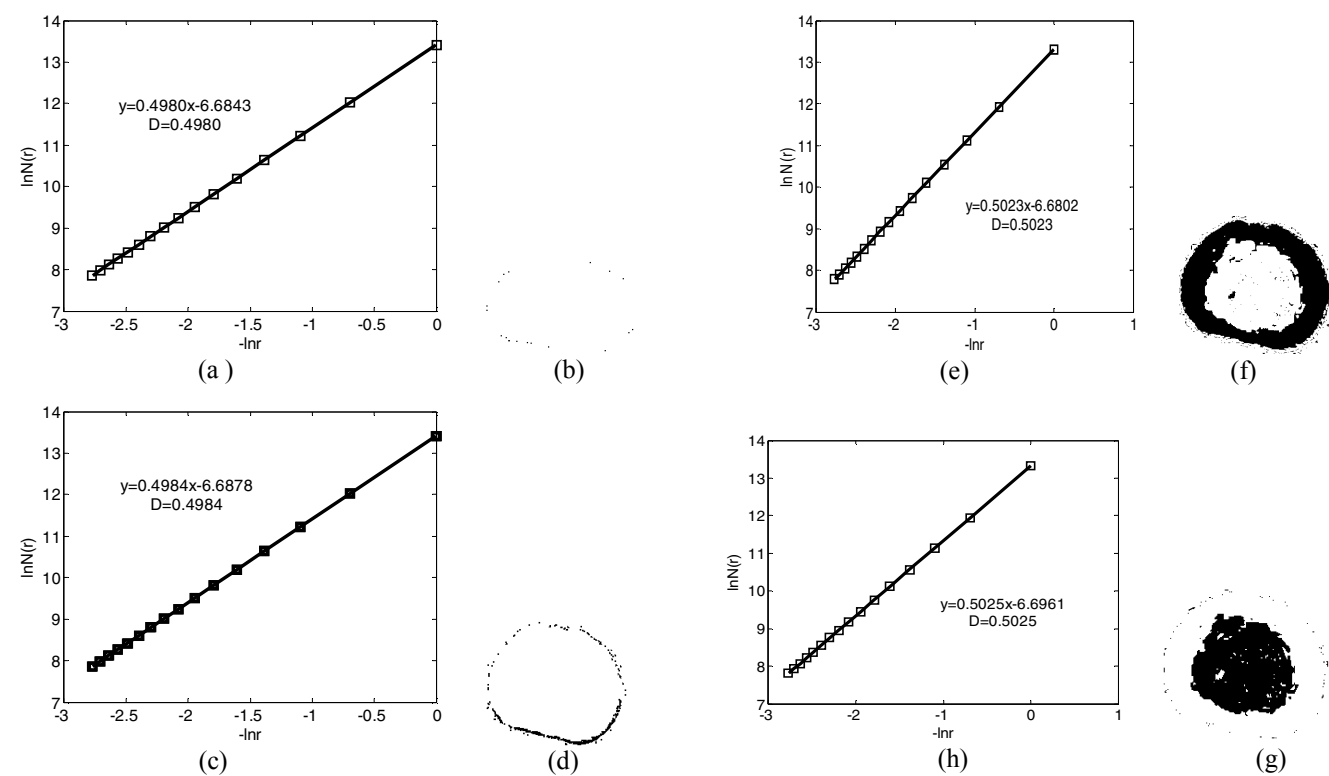 14
13
12
11
10
9
8
7
lnN(r)
y=0.4980x-6.6843
D=0.4980
-3 -2.5 -2 -1.5 -1 -0.5 0
-lnr
(a )
(b)
14
13
12
11
10
9
8
7
ln N (r)
y=0.5023x-6.6802
D=0.5023
-3 -2 -1 0 1
-lnr
(e)
(f)
14
13
12
11
10
9
8
7
lnN(r)
y=0.4984x-6.6878
D=0.4984
-3 -2.5 -2 -1.5 -1 -0.5 0
-lnr
(c)
(d)
14
13
12
11
10
9
8
7
lnN(r)
y=0.5025x-6.6961
D=0.5025
-3 -2 -1 0 1
-lnr
(h)
(g)